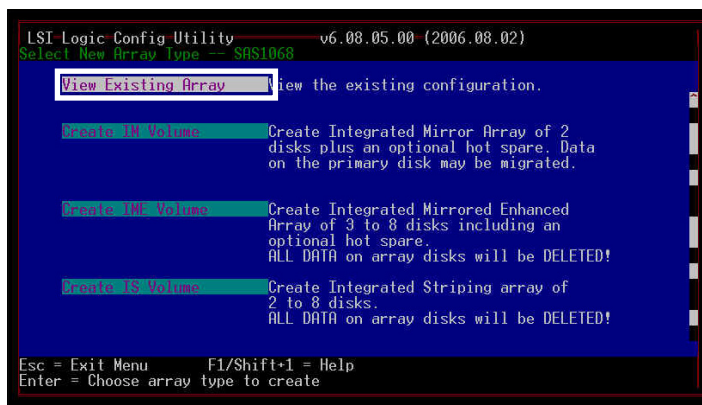 LSI Logic Config Utility v6.08.05.00 (2006.08.02)
Select New Array Type -- SAS1068
View Existing Array View the existing configuration.
Create IM Volume Create Integrated Mirror Array of 2
disks plus an optional hot spare. Data
on the primary disk may be migrated.
Create IME Volume Create Integrated Mirrored Enhanced
Array of 3 to 8 disks including an
optional hot spare.
ALL DATA on array disks will be DELETED!
Create IS Volume Create Integrated Striping array of
2 to 8 disks.
ALL DATA on array disks will be DELETED!
Esc = Exit Menu F1/Shift+1 = Help
Enter = Choose array type to create